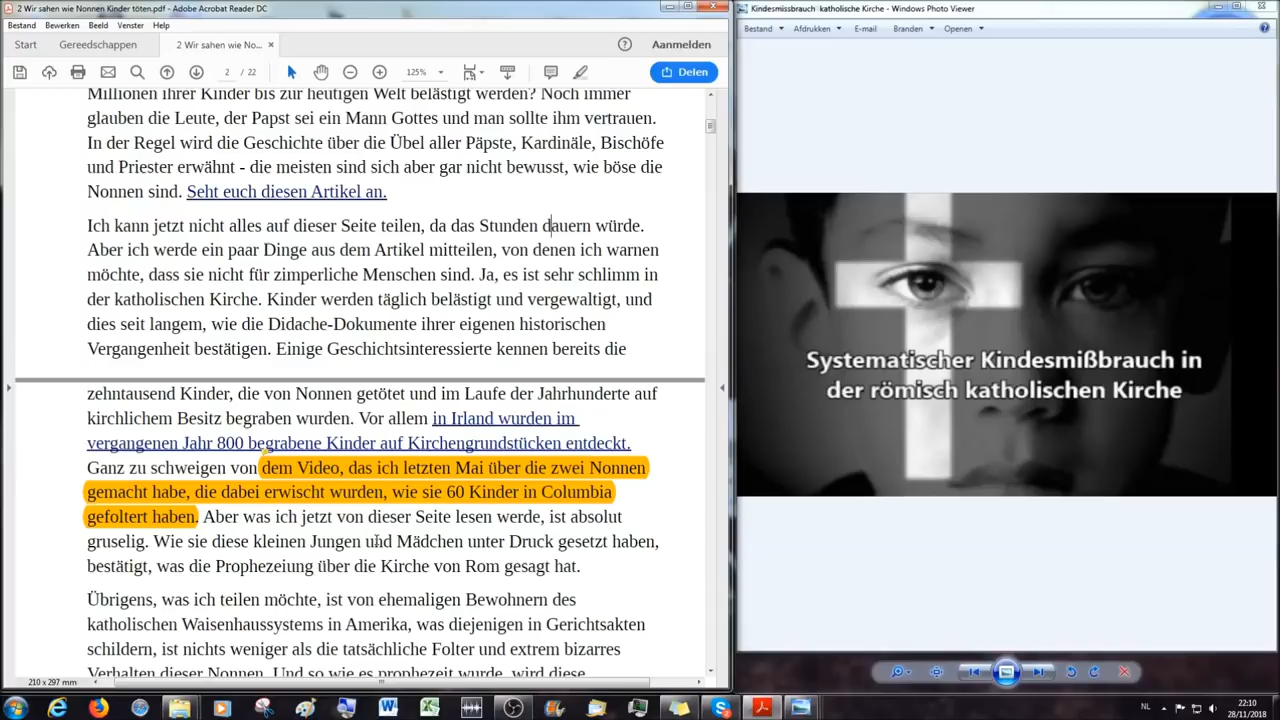 2 Wir sahen wie Nonnen Kinder töten.pdf - Adobe Acrobat Reader DC
Bestand Bewerken Beeld Venster Help
Start Gereedschappen 2 Wir sahen wie No... × Aanmelden
2 / 22 125% Delen
Millionen ihrer Kinder bis zur heutigen Welt belästigt werden? Noch immer
glauben die Leute, der Papst sei ein Mann Gottes und man sollte ihm vertrauen.
In der Regel wird die Geschichte über die Übel aller Päpste, Kardinäle, Bischöfe
und Priester erwähnt - die meisten sind sich aber gar nicht bewusst, wie böse die
Nonnen sind. Seht euch diesen Artikel an.
Ich kann jetzt nicht alles auf dieser Seite teilen, da das Stunden dauern würde.
Aber ich werde ein paar Dinge aus dem Artikel mitteilen, von denen ich warnen
möchte, dass sie nicht für zimperliche Menschen sind. Ja, es ist sehr schlimm in
der katholischen Kirche. Kinder werden täglich belästigt und vergewaltigt, und
dies seit langem, wie die Didache-Dokumente ihrer eigenen historischen
Vergangenheit bestätigen. Einige Geschichtsinteressierte kennen bereits die
zehntausend Kinder, die von Nonnen getötet und im Laufe der Jahrhunderte auf
kirchlichem Besitz begraben wurden. Vor allem in Irland wurden im
vergangenen Jahr 800 begrabene Kinder auf Kirchengrundstücken entdeckt.
Ganz zu schweigen von dem Video, das ich letzten Mai über die zwei Nonnen
gemacht habe, die dabei erwischt wurden, wie sie 60 Kinder in Columbia
gefoltert haben. Aber was ich jetzt von dieser Seite lesen werde, ist absolut
gruselig. Wie sie diese kleinen Jungen und Mädchen unter Druck gesetzt haben,
bestätigt, was die Prophezeiung über die Kirche von Rom gesagt hat.
Übrigens, was ich teilen möchte, ist von ehemaligen Bewohnern des
katholischen Waisenhaussystems in Amerika, was diejenigen in Gerichtsakten
schildern, ist nichts weniger als die tatsächliche Folter und extrem bizarres
Verhalten dieser Nonnen. Und so wie es prophezeit wurde, wird diese
210 x 297 mm
Kindesmissbrauch katholische Kirche - Windows Photo Viewer
Bestand Afdrukken E-mail Branden Openen
Systematischer Kindesmißbrauch in
der römisch katholischen Kirche
NL 22:10
28/11/2018